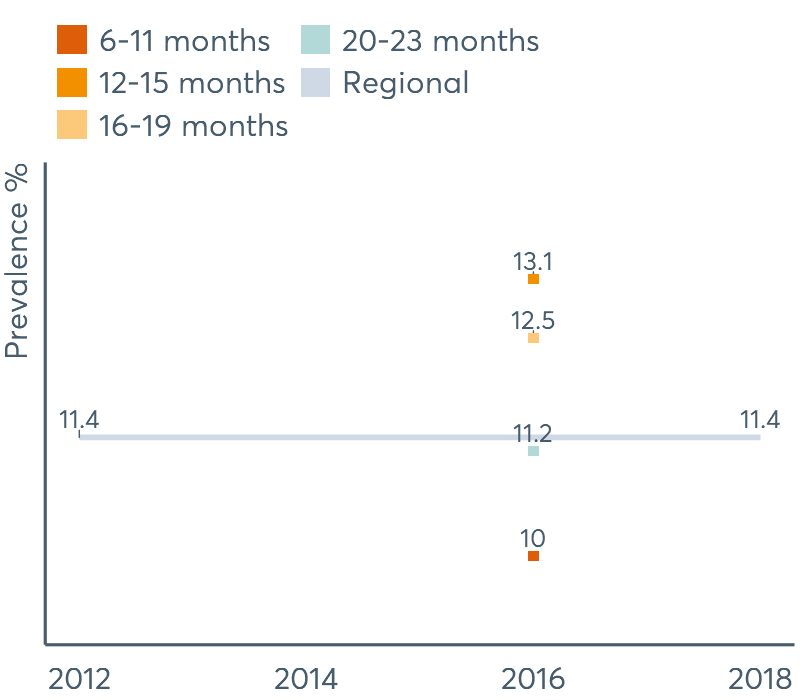 6-11 months
20-23 months
12-15 months
Regional
16-19 months
Prevalence %
13.1
12.5
11.4
11.2
11.4
10
2012
2014
2016
2018